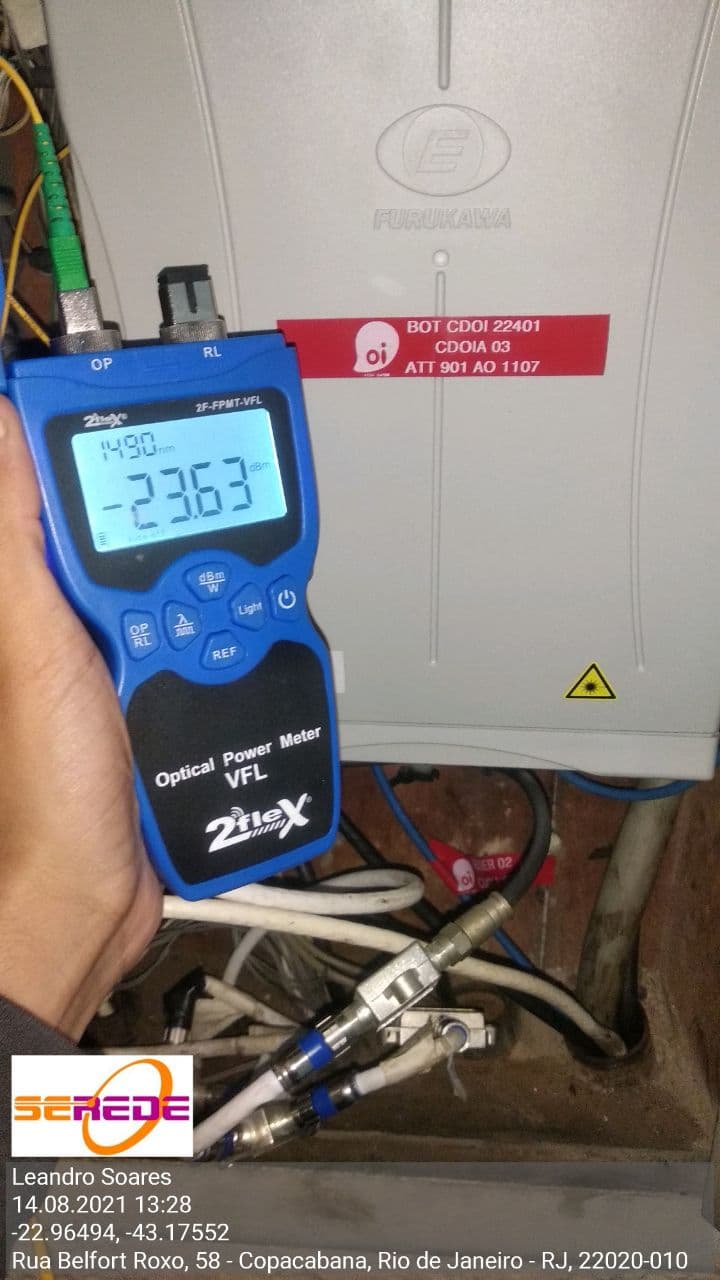 FURUKAWA
oi
BOT CDOI 22401
CDOIA 03
ATT 901 AO 1107
OP
RL
2flex
2F-FPMT-VFL
1490nm
-23.63 dBm
dBm
W
OP
RL
λ
Light
REF
Optical Power Meter
VFL
2flex
oi
02
SEREDE
Leandro Soares
14.08.2021 13:28
-22.96494, -43.17552
Rua Belfort Roxo, 58 - Copacabana, Rio de Janeiro - RJ, 22020-010